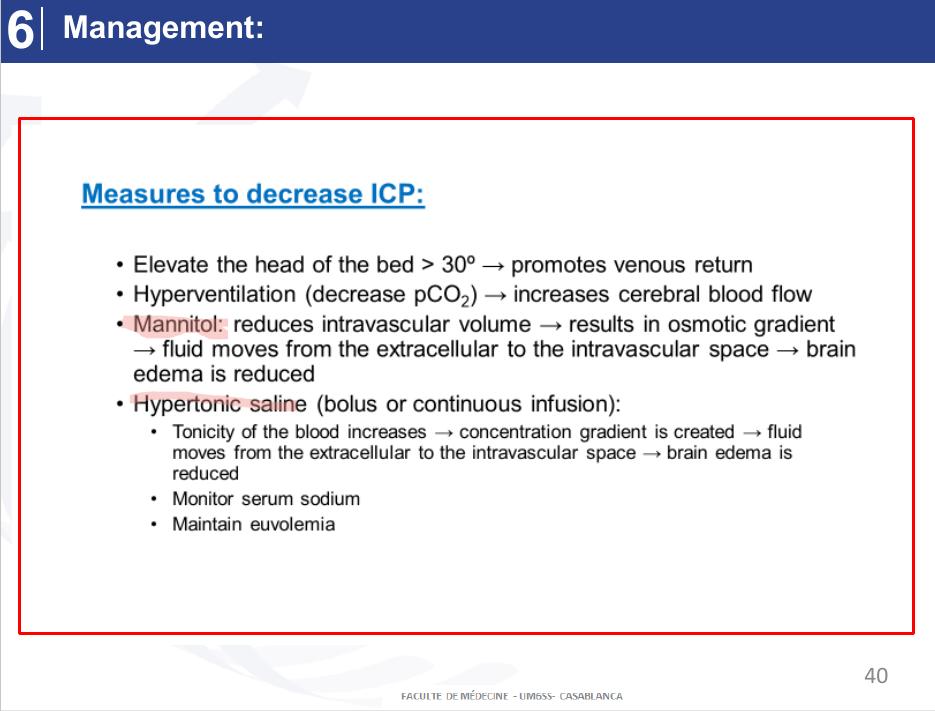 6 Management:
Measures to decrease ICP:
• Elevate the head of the bed > 30º → promotes venous return
• Hyperventilation (decrease pCO₂) → increases cerebral blood flow
• Mannitol: reduces intravascular volume → results in osmotic gradient
→ fluid moves from the extracellular to the intravascular space → brain
edema is reduced
• Hypertonic saline (bolus or continuous infusion):
• Tonicity of the blood increases → concentration gradient is created → fluid
moves from the extracellular to the intravascular space → brain edema is
reduced
• Monitor serum sodium
• Maintain euvolemia
40
FACULTE DE MÉDECINE - UM6SS- CASABLANCA